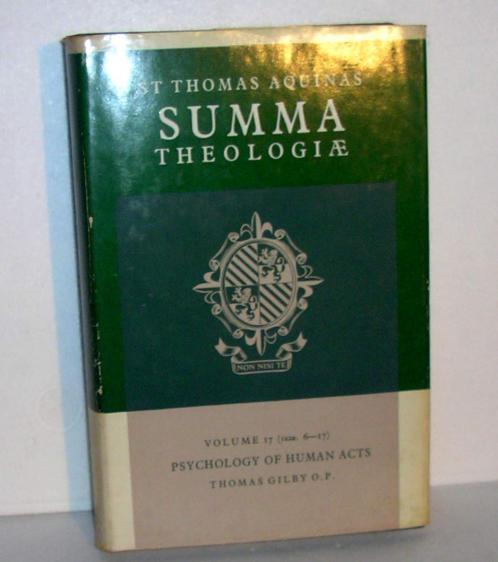 ST THOMAS AQUINAS
SUMMA
THEOLOGIÆ
NON NISI TE
VOLUME 17 (1a2æ. 6—17)
PSYCHOLOGY OF HUMAN ACTS
THOMAS GILBY O.P.